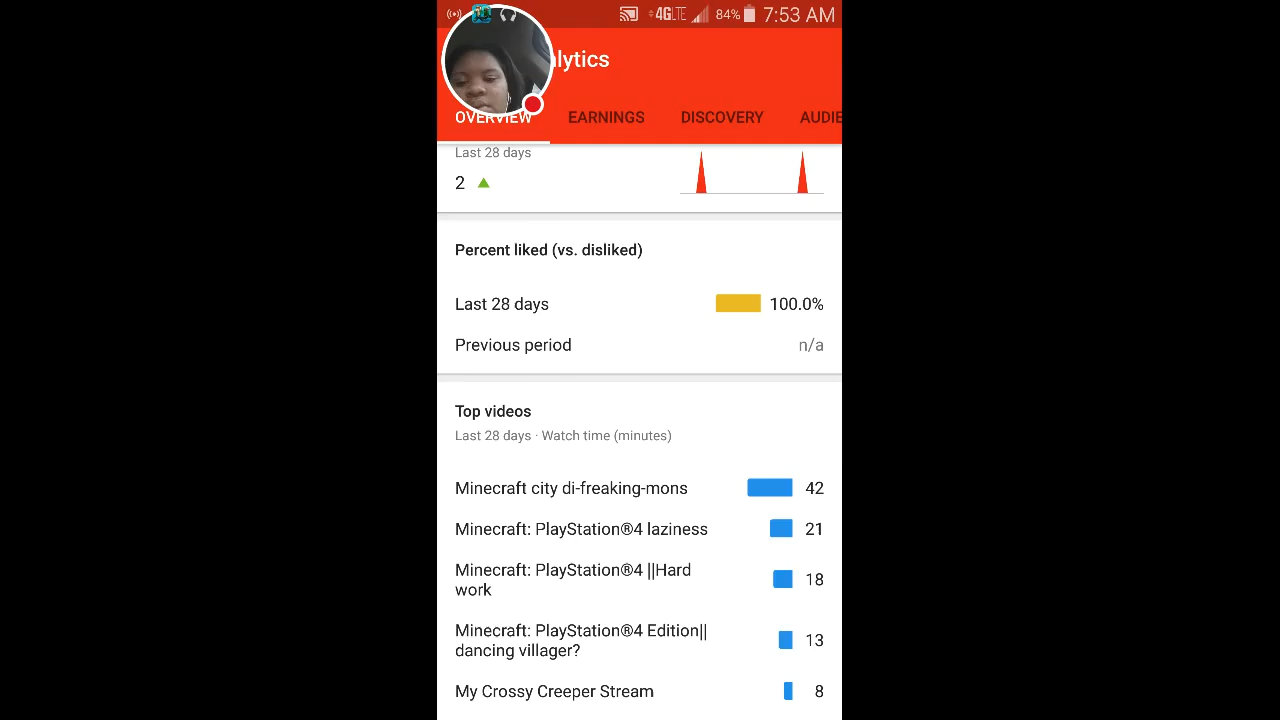 4GLTE 84% 7:53 AM
alytics
OVERVIEW EARNINGS DISCOVERY AUDIE
Last 28 days
2
Percent liked (vs. disliked)
Last 28 days 100.0%
Previous period n/a
Top videos
Last 28 days · Watch time (minutes)
Minecraft city di-freaking-mons 42
Minecraft: PlayStation®4 laziness 21
Minecraft: PlayStation®4 ||Hard
work 18
Minecraft: PlayStation®4 Edition||
dancing villager? 13
My Crossy Creeper Stream 8